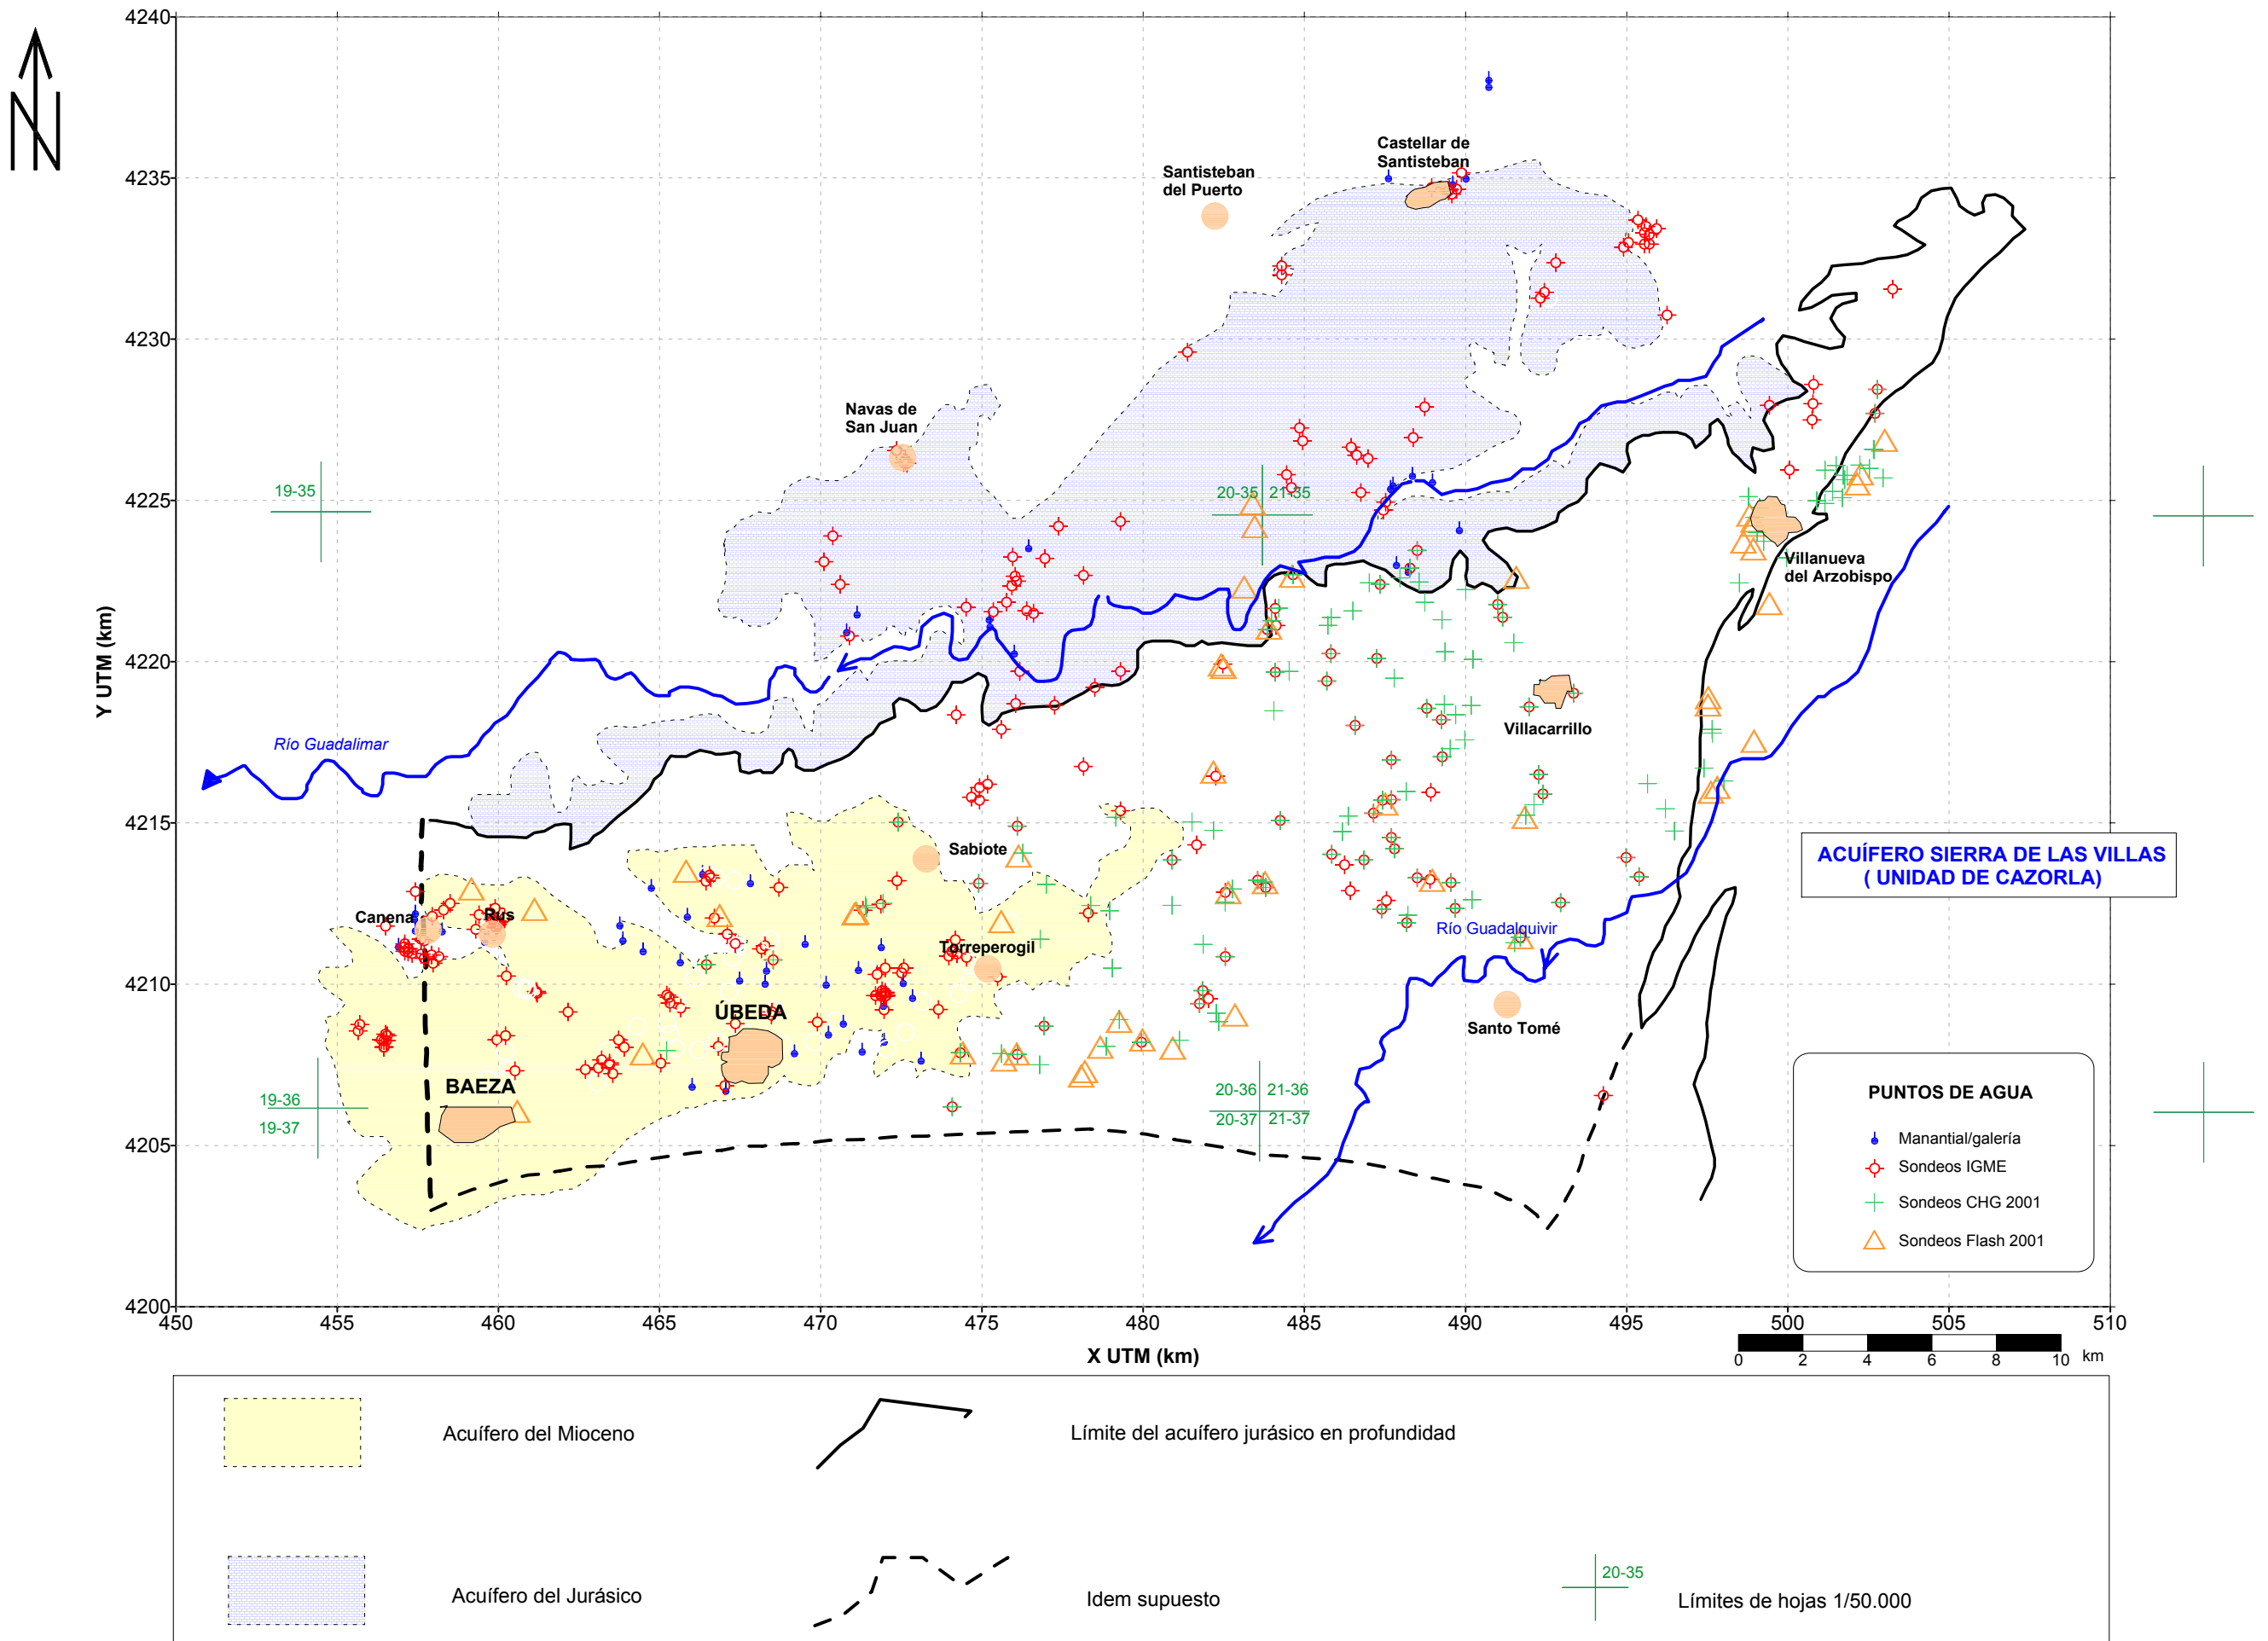 N
4240
4235
4230
4225
4220
4215
4210
4205
4200
Y UTM (km)
Castellar de
Santisteban
Santisteban
del Puerto
Navas de
San Juan
19-35
20-35
21-35
Villanueva
del Arzobispo
Río Guadalimar
Villacarrillo
Sabiote
ACUÍFERO SIERRA DE LAS VILLAS
( UNIDAD DE CAZORLA)
Canena
Rus
Torreperogil
Río Guadalquivir
ÚBEDA
Santo Tomé
BAEZA
19-36
19-37
20-36
21-36
20-37
21-37
PUNTOS DE AGUA
Manantial/galería
Sondeos IGME
Sondeos CHG 2001
Sondeos Flash 2001
450
455
460
465
470
475
480
485
490
495
500
505
510
X UTM (km)
0
2
4
6
8
10
km
Acuífero del Mioceno
Límite del acuífero jurásico en profundidad
Acuífero del Jurásico
Idem supuesto
20-35
Límites de hojas 1/50.000